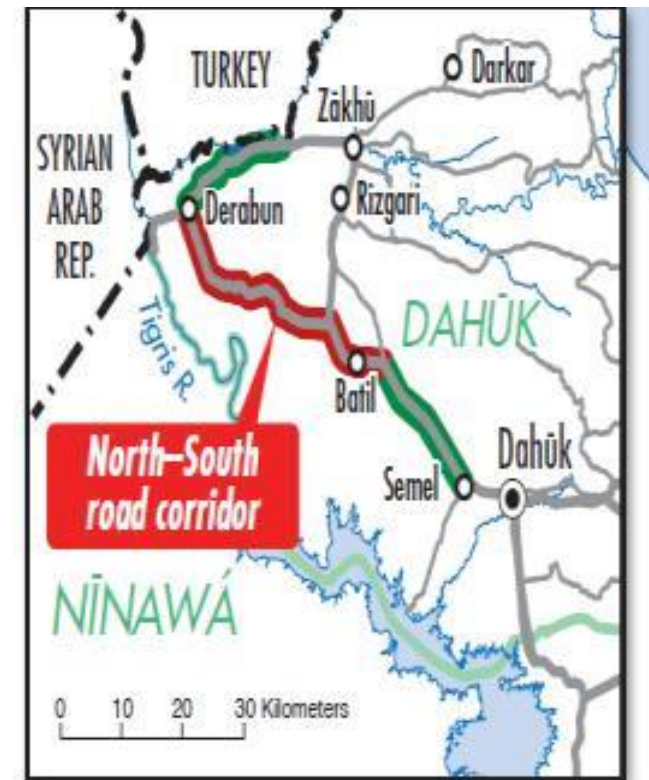 TURKEY
Darkar
Zākhū
SYRIAN
ARAB
REP.
Derabun
Rizgari
Tigris R.
DAHŪK
Batil
North–South
road corridor
Semel
Dahūk
NĪNAWÁ
0 10 20 30 Kilometers